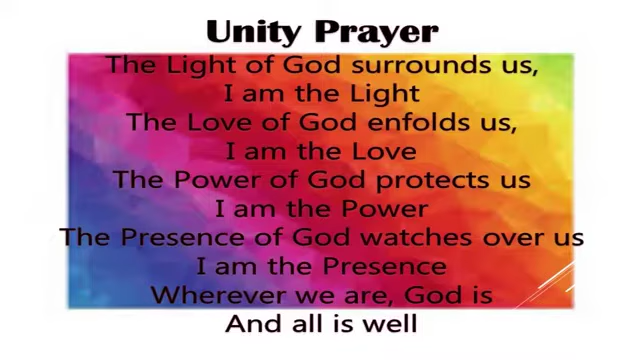 Unity Prayer
The Light of God surrounds us,
I am the Light
The Love of God enfolds us,
I am the Love
The Power of God protects us
I am the Power
The Presence of God watches over us
I am the Presence
Wherever we are, God is
And all is well